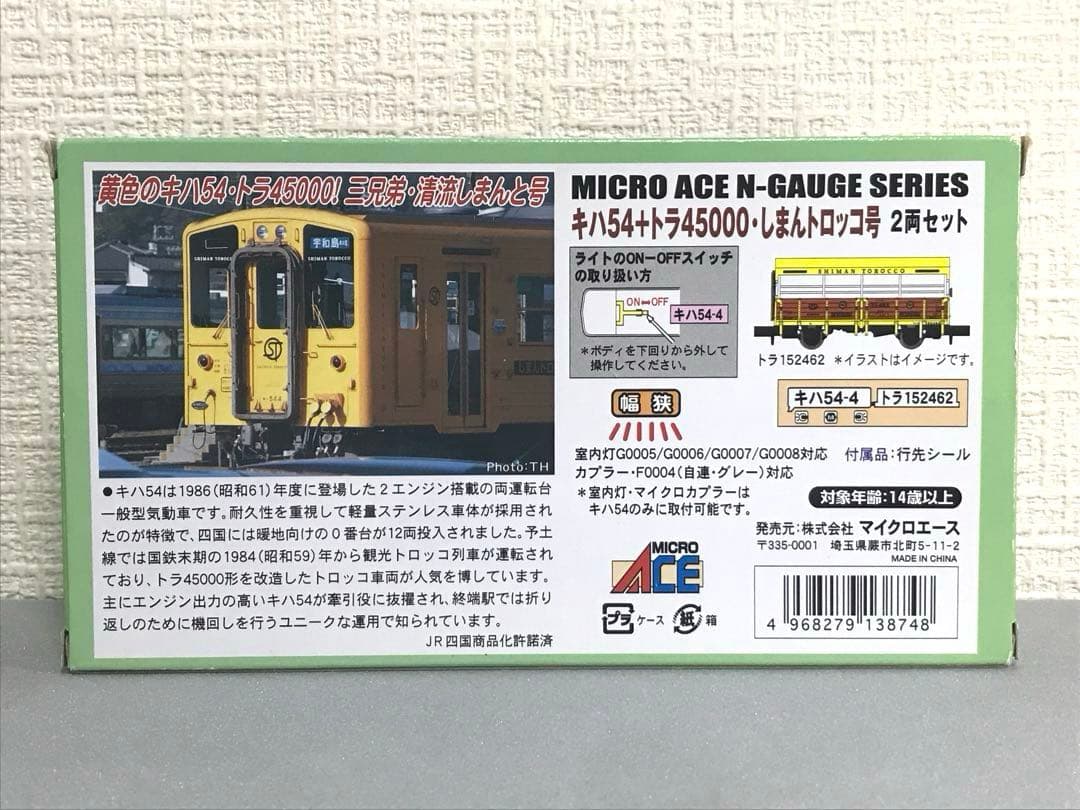 黄色のキハ54・トラ45000! 三兄弟・清流しまんと号
宇和島
SHIMAN TOROCCO
Photo:TH
●キハ54は1986(昭和61)年度に登場した2エンジン搭載の両運転台
一般型気動車です。耐久性を重視して軽量ステンレス車体が採用され
たのが特徴で、四国には暖地向けの0番台が12両投入されました。予土
線では国鉄末期の1984(昭和59)年から観光トロッコ列車が運転され
ており、トラ45000形を改造したトロッコ車両が人気を博しています。
主にエンジン出力の高いキハ54が牽引役に抜擢され、終端駅では折り
返しのために機回しを行うユニークな運用で知られています。
JR四国商品化許諾済
MICRO ACE N-GAUGE SERIES
キハ54+トラ45000・しまんトロッコ号 2両セット
ライトのON-OFFスイッチ
の取り扱い方
ON⇔OFF
キハ54-4
*ボディを下回りから外して
操作してください。
SHIMAN TOROCCO
トラ152462 *イラストはイメージです。
幅狭
キハ54-4 トラ152462
室内灯G0005/G0006/G0007/G0008対応 付属品:行先シール
カプラー・F0004(自連・グレー)対応
*室内灯・マイクロカプラーは
キハ54のみに取付可能です。
対象年齢:14歳以上
発売元:株式会社 マイクロエース
〒335-0001 埼玉県蕨市北町5-11-2
MADE IN CHINA
MICRO
ACE
プラ ケース 紙 箱
4 968279 138748